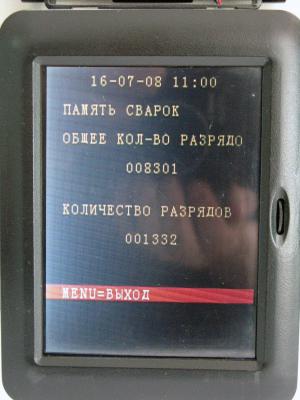 16-07-08 11:00
ПАМЯТЬ СВАРОК
ОБЩЕЕ КОЛ-ВО РАЗРЯДО
008301
КОЛИЧЕСТВО РАЗРЯДОВ
001332
MENU=ВЫХОД